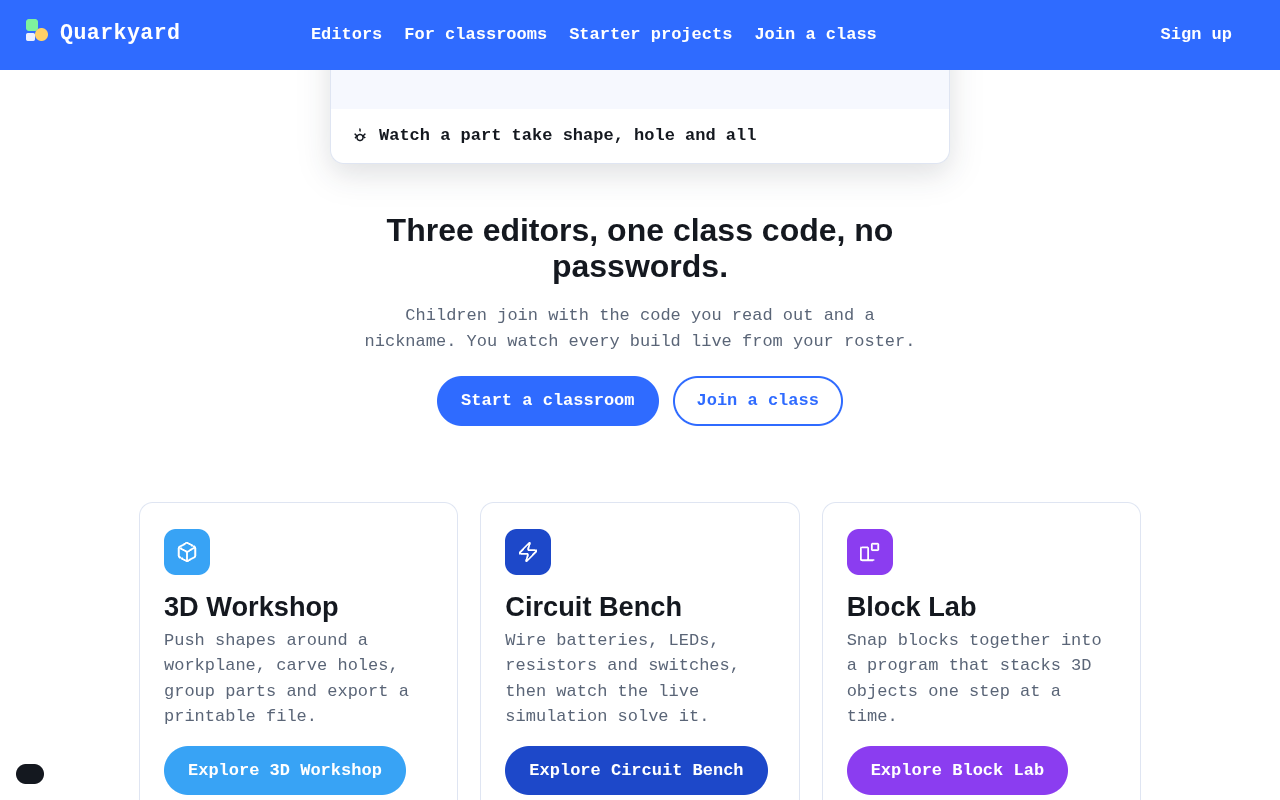 Quarkyard
Editors For classrooms Starter projects Join a class
Sign up
Watch a part take shape, hole and all
Three editors, one class code, no
passwords.
Children join with the code you read out and a
nickname. You watch every build live from your roster.
Start a classroom
Join a class
3D Workshop
Push shapes around a
workplane, carve holes,
group parts and export a
printable file.
Explore 3D Workshop
Circuit Bench
Wire batteries, LEDs,
resistors and switches,
then watch the live
simulation solve it.
Explore Circuit Bench
Block Lab
Snap blocks together into
a program that stacks 3D
objects one step at a
time.
Explore Block Lab